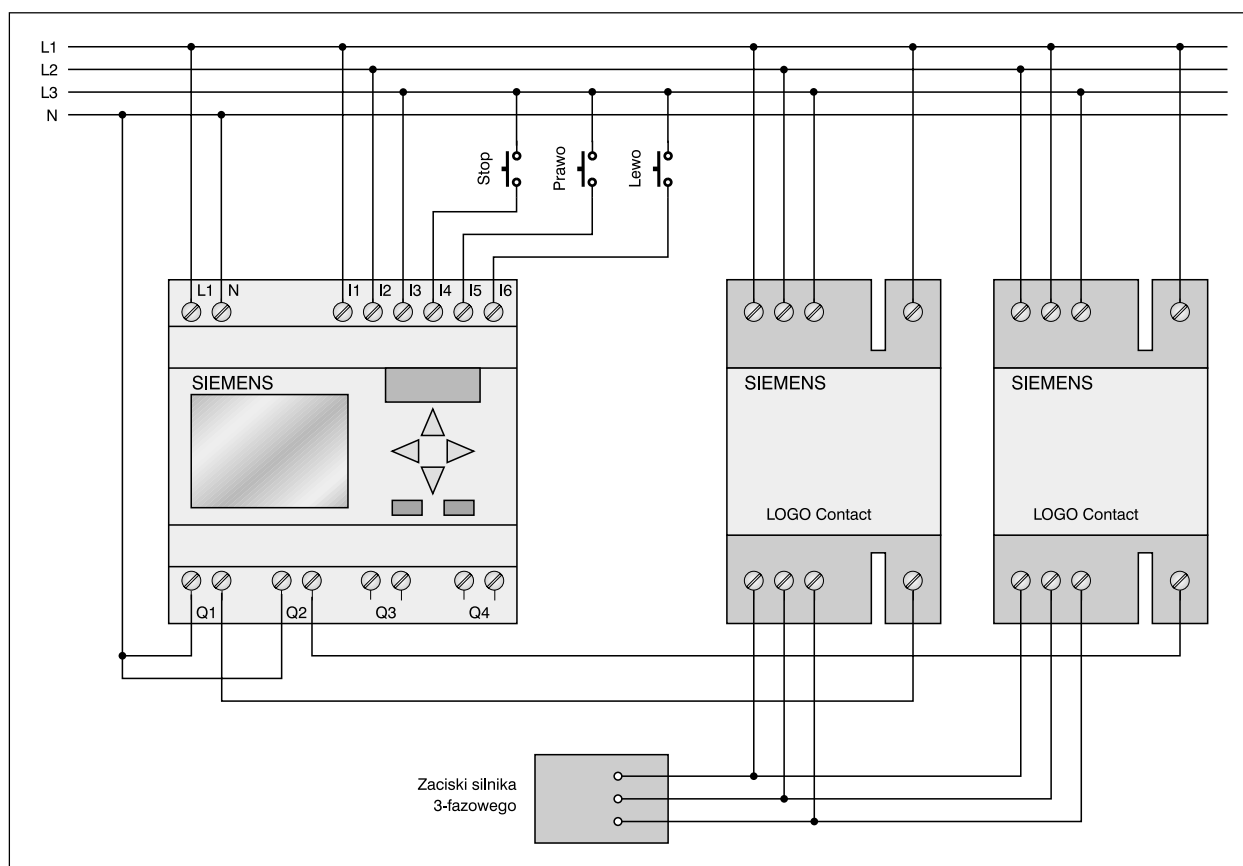 L1
L2
L3
N
Stop
Prawo
Lewo
L1 N I1 I2 I3 I4 I5 I6
SIEMENS
SIEMENS
SIEMENS
LOGO Contact
LOGO Contact
Q1 Q2 Q3 Q4
Zaciski silnika
3-fazowego